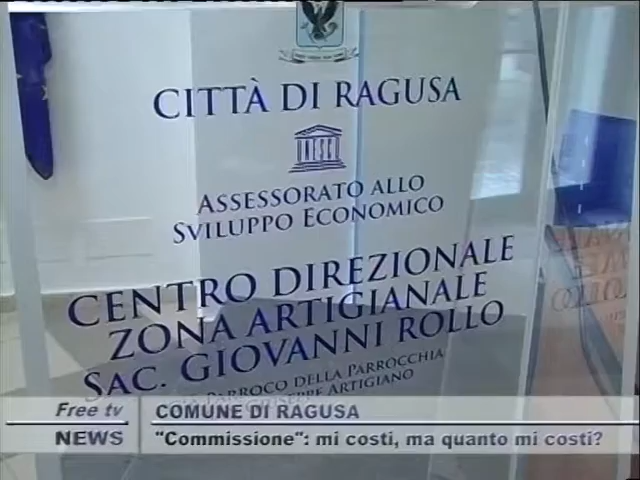 CITTÀ DI RAGUSA
UNESCO
ASSESSORATO ALLO
SVILUPPO ECONOMICO
CENTRO DIREZIONALE
ZONA ARTIGIANALE
SAC. GIOVANNI ROLLO
PARROCO DELLA PARROCCHIA
ARTIGIANO
Free tv
NEWS
COMUNE DI RAGUSA
"Commissione": mi costi, ma quanto mi costi?